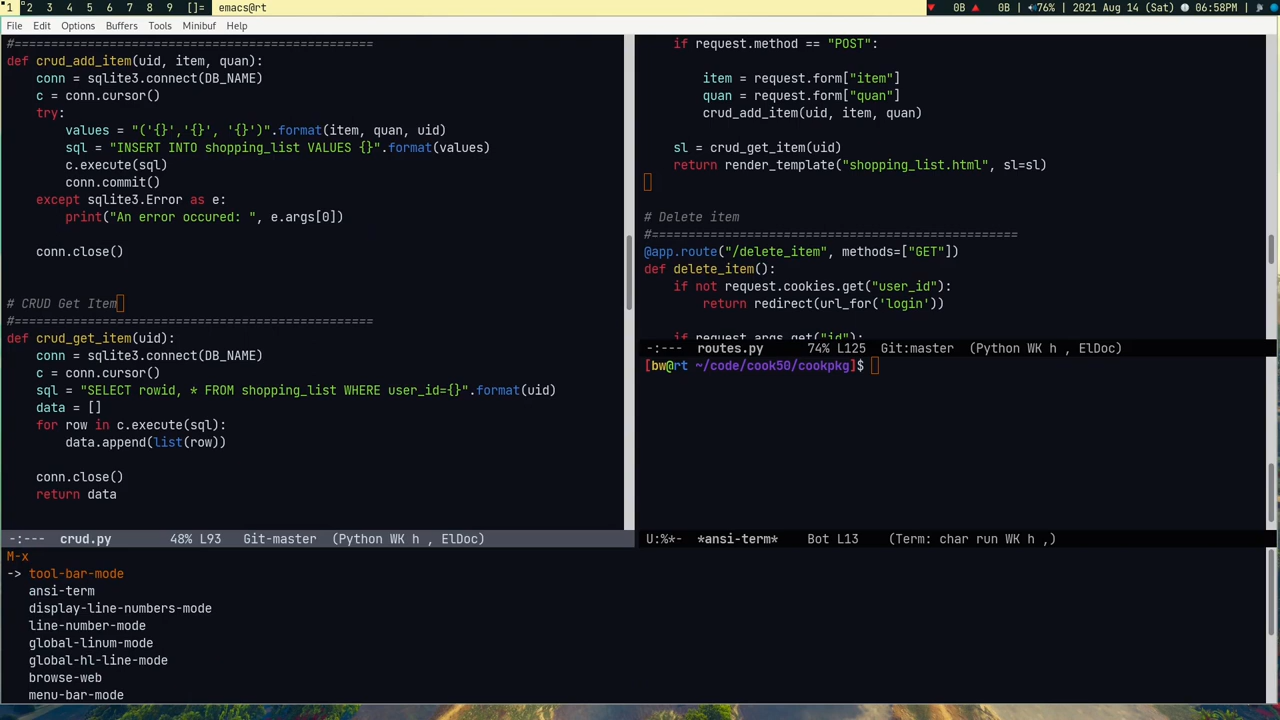 1 2 3 4 5 6 7 8 9 []= emacs@rt 0B 0B 76% 2021 Aug 14 (Sat) 06:58PM
File Edit Options Buffers Tools Minibuf Help
#=================================================
def crud_add_item(uid, item, quan):
    conn = sqlite3.connect(DB_NAME)
    c = conn.cursor()
    try:
        values = "('{}','{}', '{}')".format(item, quan, uid)
        sql = "INSERT INTO shopping_list VALUES {}".format(values)
        c.execute(sql)
        conn.commit()
    except sqlite3.Error as e:
        print("An error occured: ", e.args[0])
    conn.close()
# CRUD Get Item
#=================================================
def crud_get_item(uid):
    conn = sqlite3.connect(DB_NAME)
    c = conn.cursor()
    sql = "SELECT rowid, * FROM shopping_list WHERE user_id={}".format(uid)
    data = []
    for row in c.execute(sql):
        data.append(list(row))
    conn.close()
    return data
-:--- crud.py 48% L93 Git-master (Python WK h , ElDoc)
    if request.method == "POST":
        item = request.form["item"]
        quan = request.form["quan"]
        crud_add_item(uid, item, quan)
    sl = crud_get_item(uid)
    return render_template("shopping_list.html", sl=sl)
# Delete item
#==================================================
@app.route("/delete_item", methods=["GET"])
def delete_item():
    if not request.cookies.get("user_id"):
        return redirect(url_for('login'))
    if request.args.get("id"):
-:--- routes.py 74% L125 Git:master (Python WK h , ElDoc)
[bw@rt ~/code/cook50/cookpkg]$
U:%*- *ansi-term* Bot L13 (Term: char run WK h ,)
M-x
-> tool-bar-mode
ansi-term
display-line-numbers-mode
line-number-mode
global-linum-mode
global-hl-line-mode
browse-web
menu-bar-mode